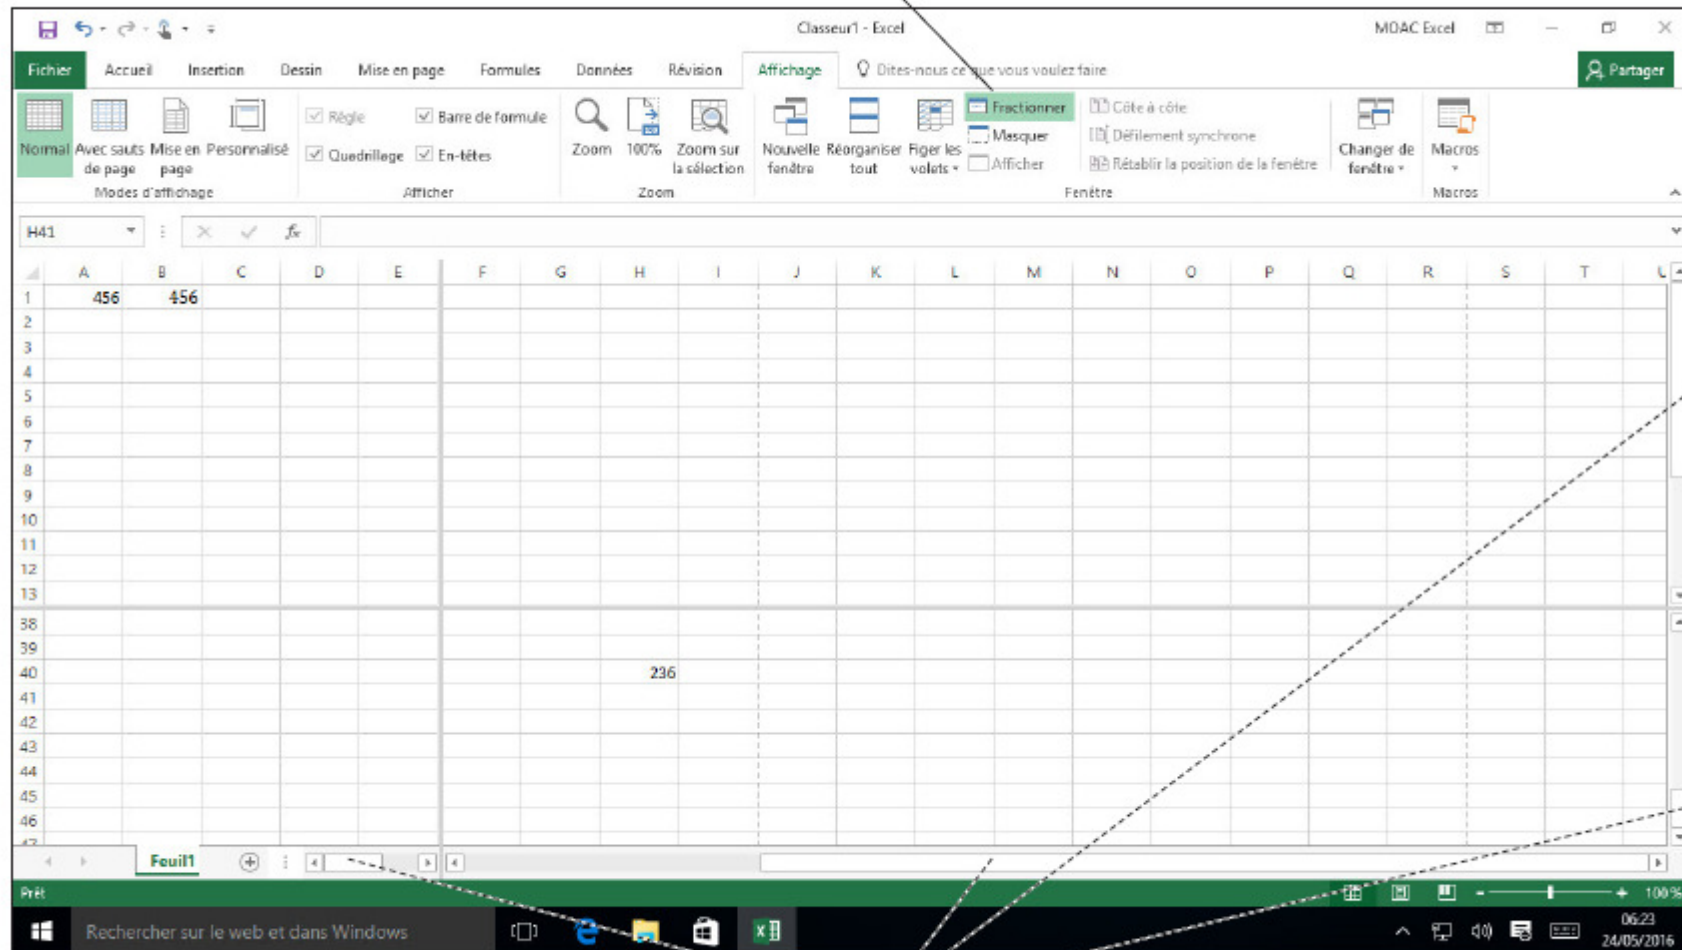 Classeur1 - Excel MOAC Excel
Fichier Accueil Insertion Dessin Mise en page Formules Données Révision Affichage Dites-nous ce que vous voulez faire Partager
Normal Avec sauts de page Mise en page Personnalisé
Modes d'affichage
Règle Barre de formule
Quadrillage En-têtes
Afficher
Zoom 100% Zoom sur la sélection
Zoom
Nouvelle fenêtre Réorganiser tout Figer les volets
Fractionner
Masquer
Afficher
Côte à côte
Défilement synchrone
Rétablir la position de la fenêtre
Changer de fenêtre
Fenêtre
Macros
Macros
H41 fx
A B C D E F G H I J K L M N O P Q R S T U
1 456 456
2
3
4
5
6
7
8
9
10
11
12
13
38
39
40 236
41
42
43
44
45
46
47
Feuil1
Prêt 100 %
Rechercher sur le web et dans Windows 06:23
24/05/2016